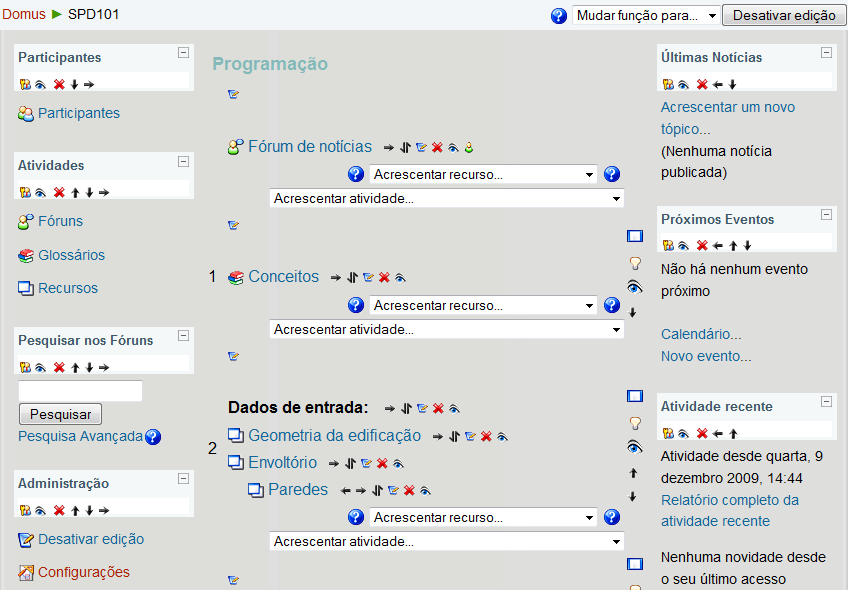 Domus ► SPD101
Mudar função para...
Desativar edição
Participantes
Participantes
Atividades
Fóruns
Glossários
Recursos
Pesquisar nos Fóruns
Pesquisar
Pesquisa Avançada
Administração
Desativar edição
Configurações
Programação
Fórum de notícias
Acrescentar recurso...
Acrescentar atividade...
1
Conceitos
Acrescentar recurso...
Acrescentar atividade...
2
Dados de entrada:
Geometria da edificação
Envoltório
Paredes
Acrescentar recurso...
Acrescentar atividade...
Últimas Notícias
Acrescentar um novo
tópico...
(Nenhuma notícia
publicada)
Próximos Eventos
Não há nenhum evento
próximo
Calendário...
Novo evento...
Atividade recente
Atividade desde quarta, 9
dezembro 2009, 14:44
Relatório completo da
atividade recente
Nenhuma novidade desde
o seu último acesso